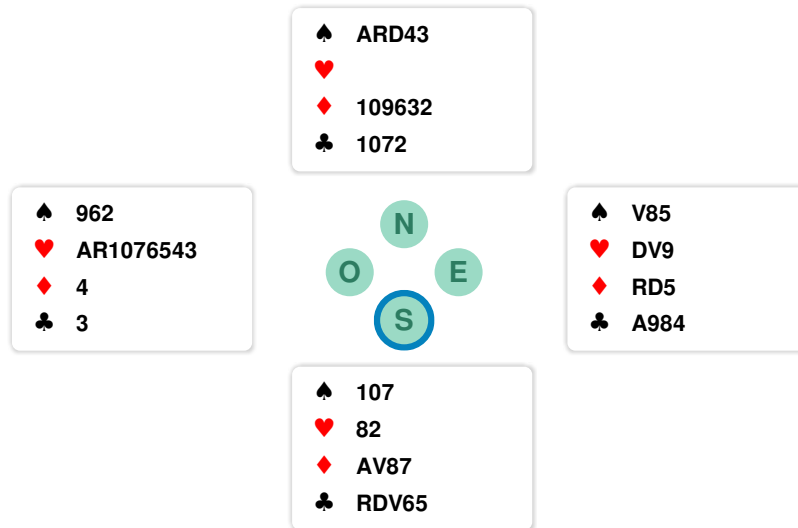 ♠ ARD43
♥
♦ 109632
♣ 1072
♠ 962
♥ AR1076543
♦ 4
♣ 3
N
O E
S
♠ V85
♥ DV9
♦ RD5
♣ A984
♠ 107
♥ 82
♦ AV87
♣ RDV65